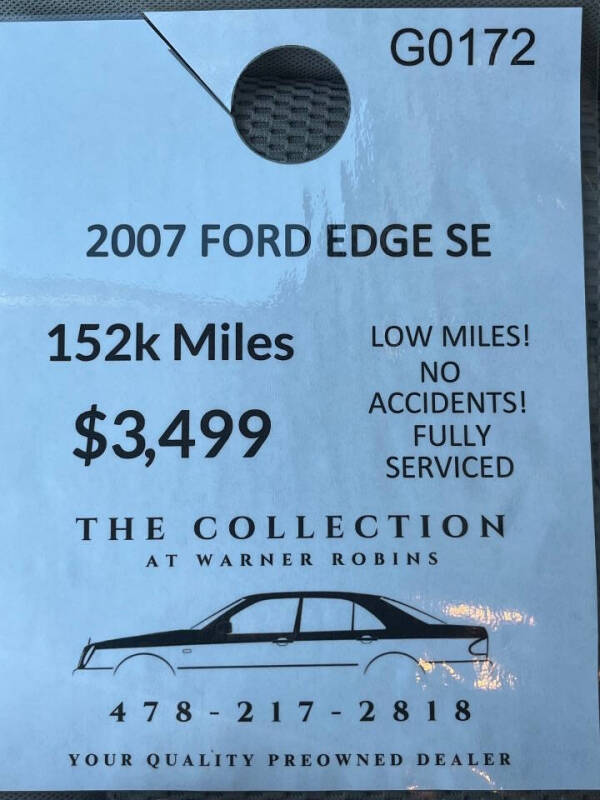 G0172
2007 FORD EDGE SE
152k Miles
$3,499
LOW MILES!
NO
ACCIDENTS!
FULLY
SERVICED
THE COLLECTION
AT WARNER ROBINS
478-217-2818
YOUR QUALITY PREOWNED DEALER